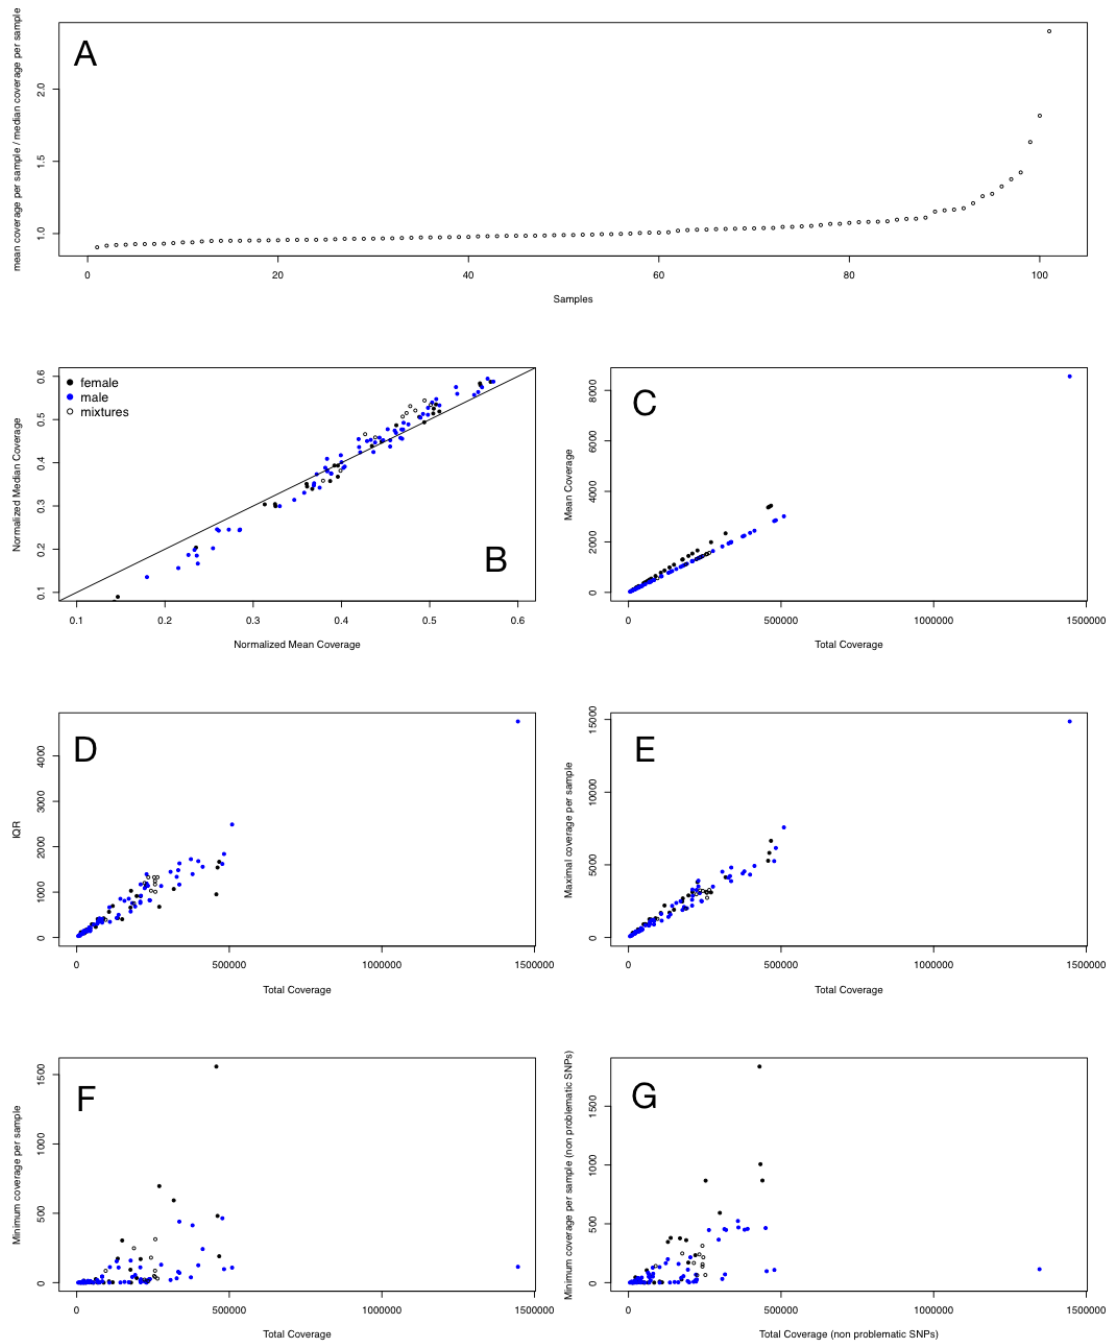 A
mean coverage per sample / median coverage per sample
2.0
1.5
1.0
0 20 40 60 80 100
Samples
female
male
mixtures
B
Normalized Median Coverage
0.6
0.5
0.4
0.3
0.2
0.1
0.1 0.2 0.3 0.4 0.5 0.6
Normalized Mean Coverage
C
Mean Coverage
8000
6000
4000
2000
0
0 500000 1000000 1500000
Total Coverage
D
IQR
4000
3000
2000
1000
0
0 500000 1000000 1500000
Total Coverage
E
Maximal coverage per sample
15000
10000
5000
0
0 500000 1000000 1500000
Total Coverage
F
Minimum coverage per sample
1500
1000
500
0
0 500000 1000000 1500000
Total Coverage
G
Minimum coverage per sample (non problematic SNPs)
1500
1000
500
0
0 500000 1000000 1500000
Total Coverage (non problematic SNPs)